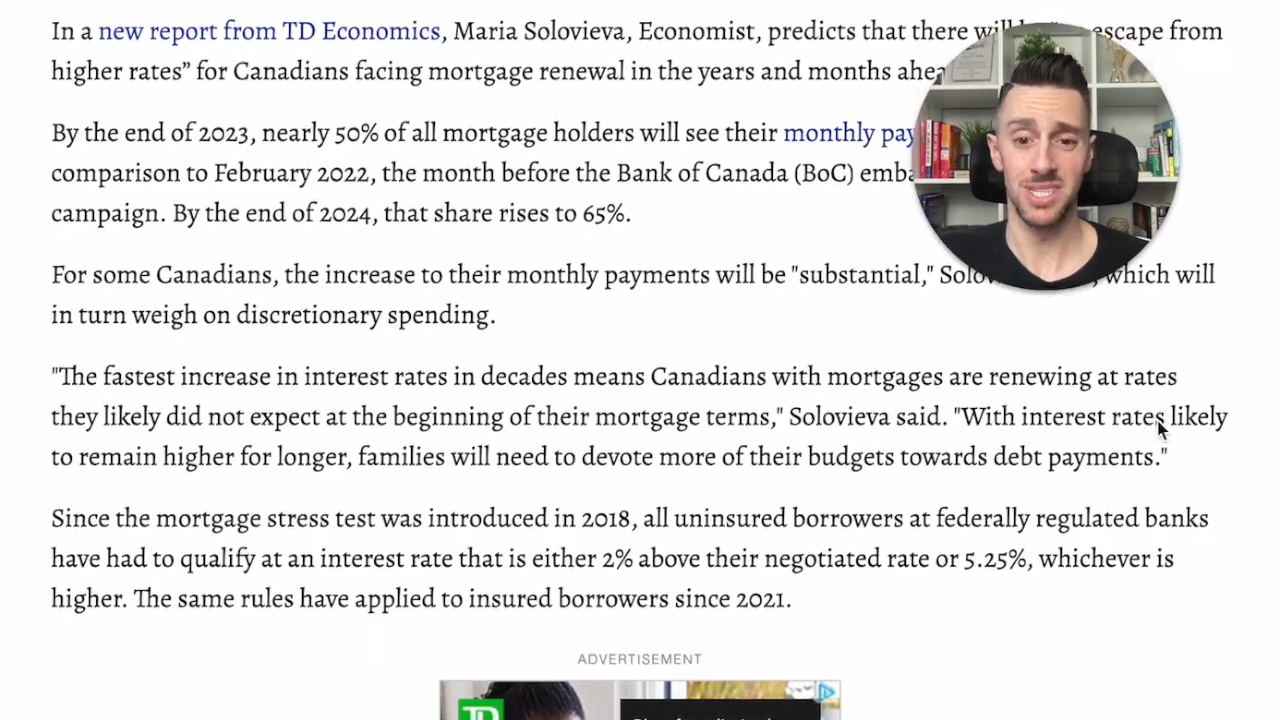 In a new report from TD Economics, Maria Solovieva, Economist, predicts that there escape from
higher rates” for Canadians facing mortgage renewal in the years and months
By the end of 2023, nearly 50% of all mortgage holders will see their monthly
comparison to February 2022, the month before the Bank of Canada (BoC)
campaign. By the end of 2024, that share rises to 65%.
For some Canadians, the increase to their monthly payments will be "substantial," which will
in turn weigh on discretionary spending.
"The fastest increase in interest rates in decades means Canadians with mortgages are renewing at rates
they likely did not expect at the beginning of their mortgage terms," Solovieva said. "With interest rates likely
to remain higher for longer, families will need to devote more of their budgets towards debt payments."
Since the mortgage stress test was introduced in 2018, all uninsured borrowers at federally regulated banks
have had to qualify at an interest rate that is either 2% above their negotiated rate or 5.25%, whichever is
higher. The same rules have applied to insured borrowers since 2021.
ADVERTISEMENT